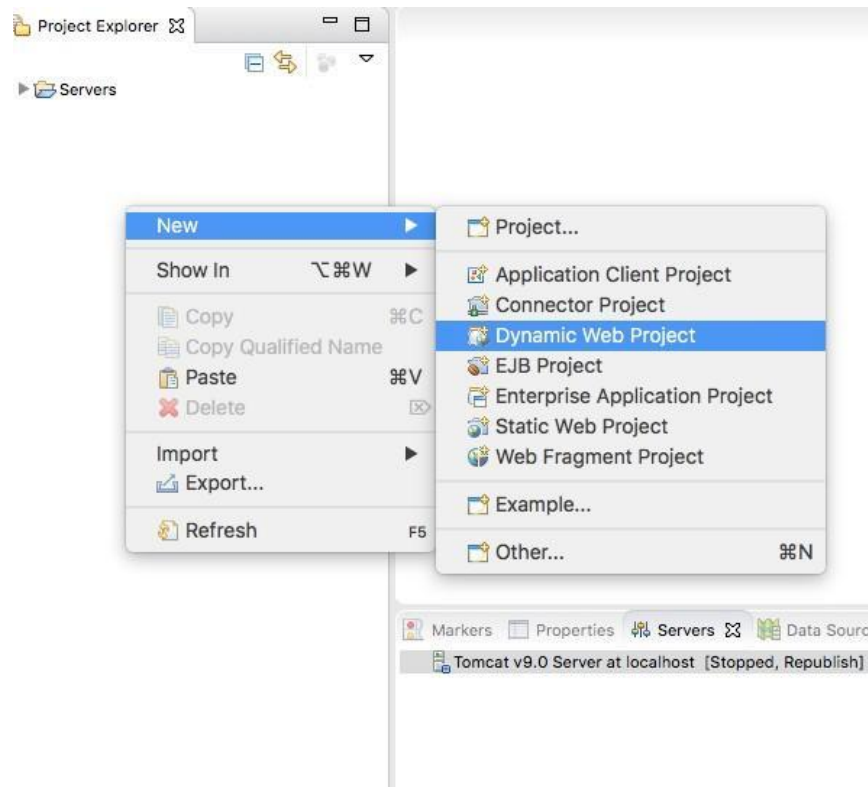 Project Explorer
Servers
New
Show In ⌥⌘W
Copy ⌘C
Copy Qualified Name
Paste ⌘V
Delete ⌦
Import
Export...
Refresh F5
Project...
Application Client Project
Connector Project
Dynamic Web Project
EJB Project
Enterprise Application Project
Static Web Project
Web Fragment Project
Example...
Other... ⌘N
Markers Properties Servers Data Sourc
Tomcat v9.0 Server at localhost [Stopped, Republish]